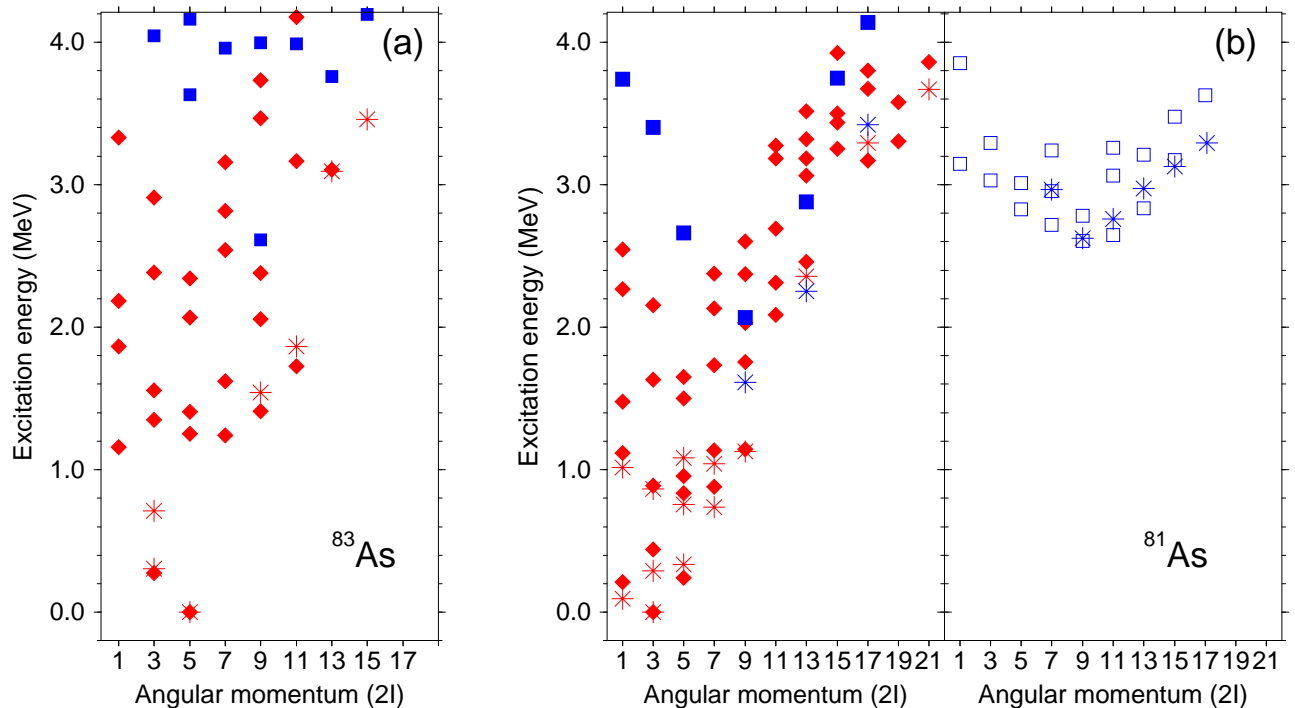 (a)
(b)
4.0
3.0
2.0
1.0
0.0
Excitation energy (MeV)
⁸³As
1 3 5 7 9 11 13 15 17
Angular momentum (2I)
4.0
3.0
2.0
1.0
0.0
Excitation energy (MeV)
⁸¹As
1 3 5 7 9 11 13 15 17 19 21
1 3 5 7 9 11 13 15 17 19 21
Angular momentum (2I)
Angular momentum (2I)